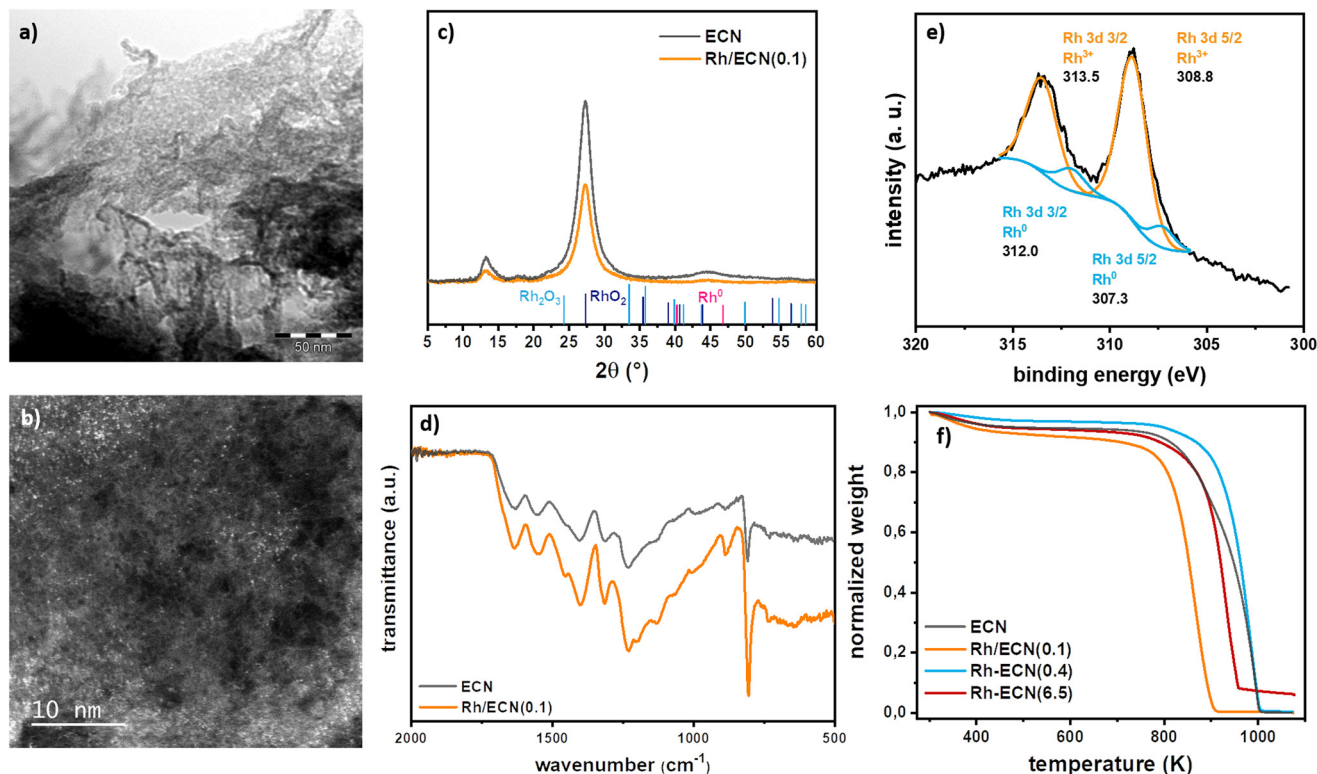 a)
50 nm
b)
10 nm
c)
ECN
Rh/ECN(0.1)
Rh₂O₃
RhO₂
Rh⁰
5 10 15 20 25 30 35 40 45 50 55 60
2θ (°)
d)
transmittance (a.u.)
ECN
Rh/ECN(0.1)
2000 1500 1000 500
wavenumber (cm⁻¹)
e)
intensity (a. u.)
Rh 3d 3/2
Rh³⁺
313.5
Rh 3d 5/2
Rh³⁺
308.8
Rh 3d 3/2
Rh⁰
312.0
Rh 3d 5/2
Rh⁰
307.3
320 315 310 305 300
binding energy (eV)
f)
normalized weight
1,0
0,8
0,6
0,4
0,2
0,0
ECN
Rh/ECN(0.1)
Rh-ECN(0.4)
Rh-ECN(6.5)
400 600 800 1000
temperature (K)